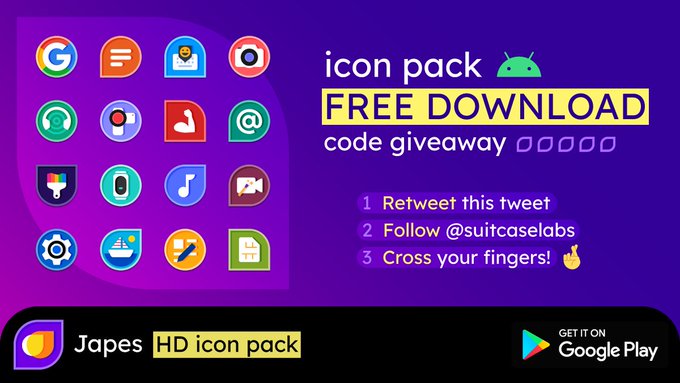 icon pack
FREE DOWNLOAD
code giveaway
1 Retweet this tweet
2 Follow @suitcaselabs
3 Cross your fingers!
Japes HD icon pack
GET IT ON
Google Play